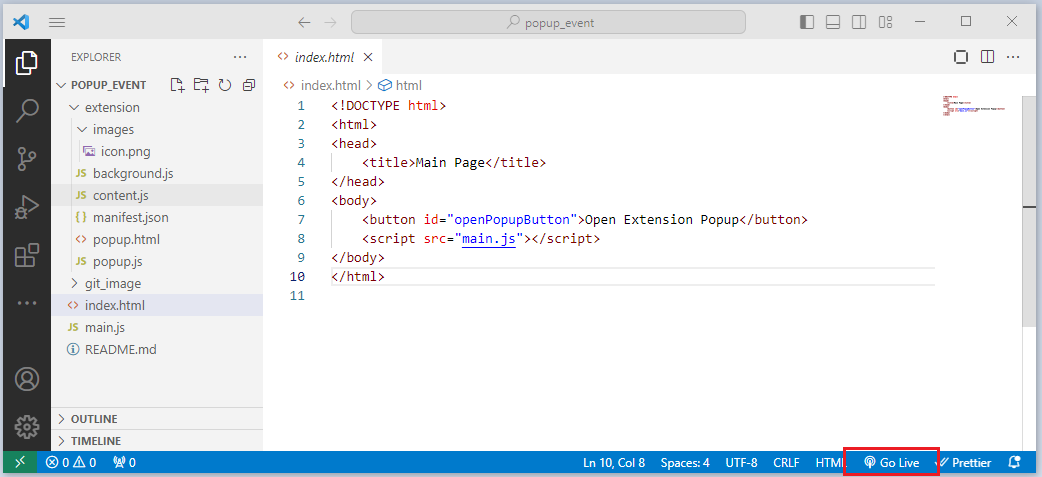 popup_event
EXPLORER
POPUP_EVENT
extension
images
icon.png
JS background.js
JS content.js
{} manifest.json
<> popup.html
JS popup.js
git_image
<> index.html
JS main.js
README.md
OUTLINE
TIMELINE
<> index.html
<> index.html > html
1 <!DOCTYPE html>
2 <html>
3 <head>
4 <title>Main Page</title>
5 </head>
6 <body>
7 <button id="openPopupButton">Open Extension Popup</button>
8 <script src="main.js"></script>
9 </body>
10 </html>
11
0 0 0 Ln 10, Col 8 Spaces: 4 UTF-8 CRLF HTML Go Live Prettier